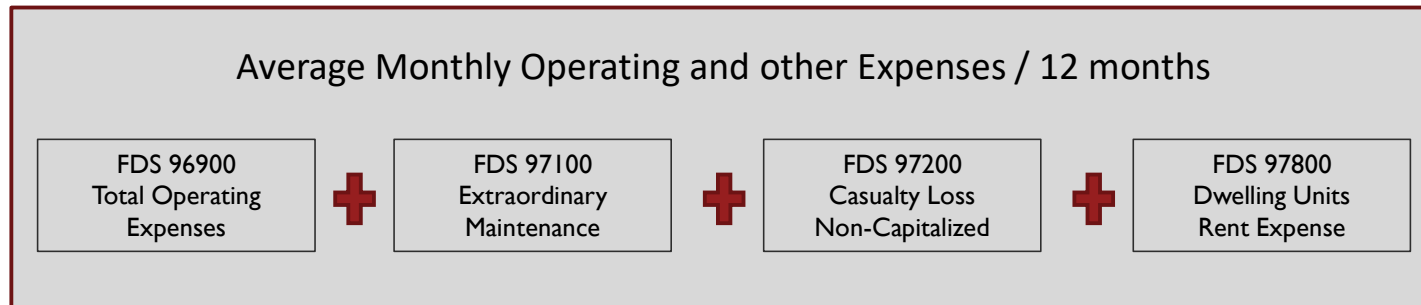 Average Monthly Operating and other Expenses / 12 months
FDS 96900
Total Operating
Expenses
FDS 97100
Extraordinary
Maintenance
FDS 97200
Casualty Loss
Non-Capitalized
FDS 97800
Dwelling Units
Rent Expense